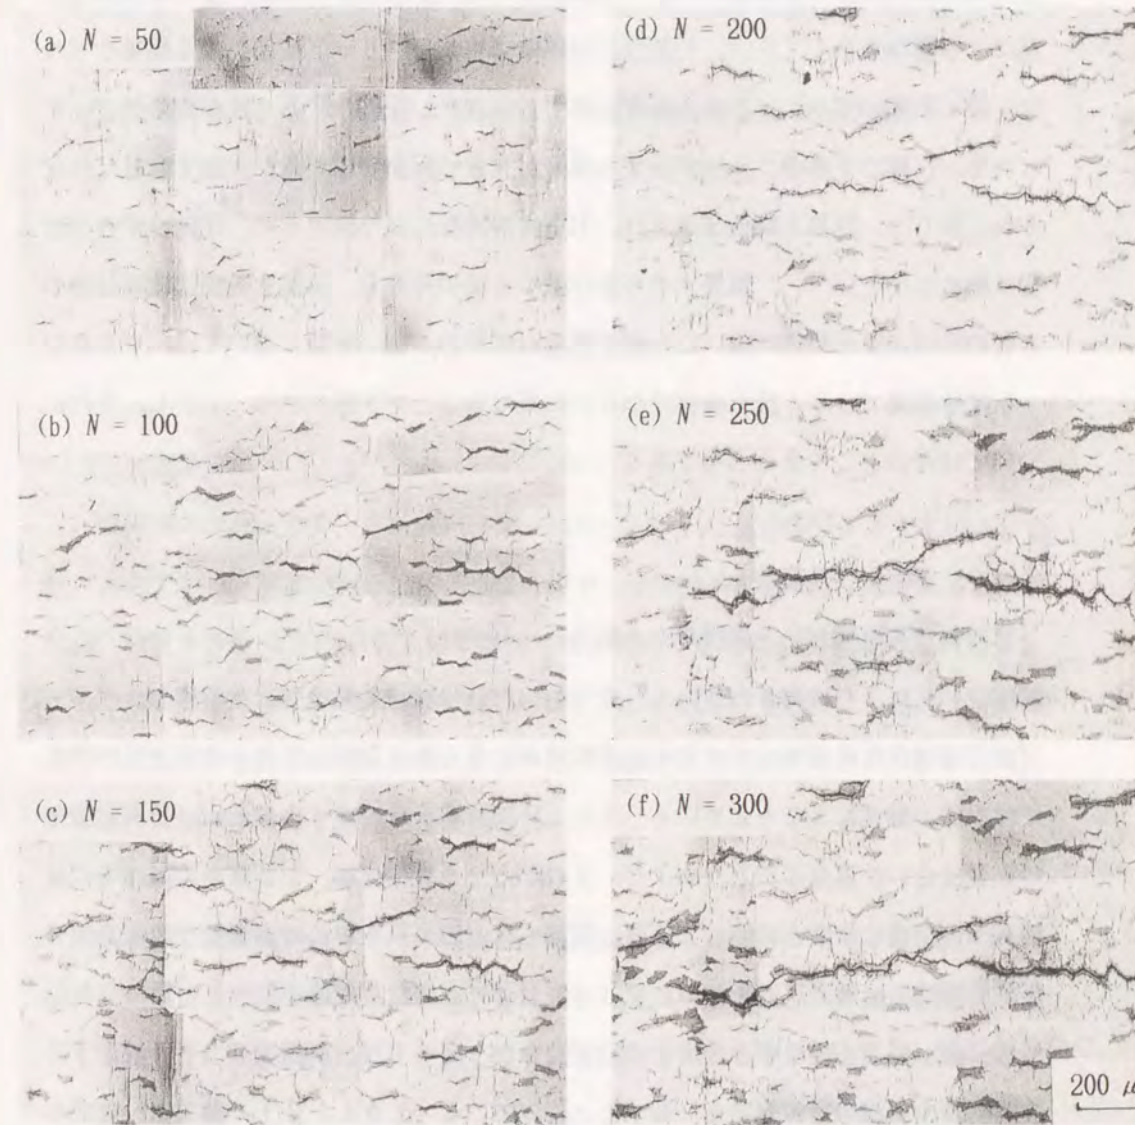 (a) N = 50
(b) N = 100
(c) N = 150
(d) N = 200
(e) N = 250
(f) N = 300
200 μ